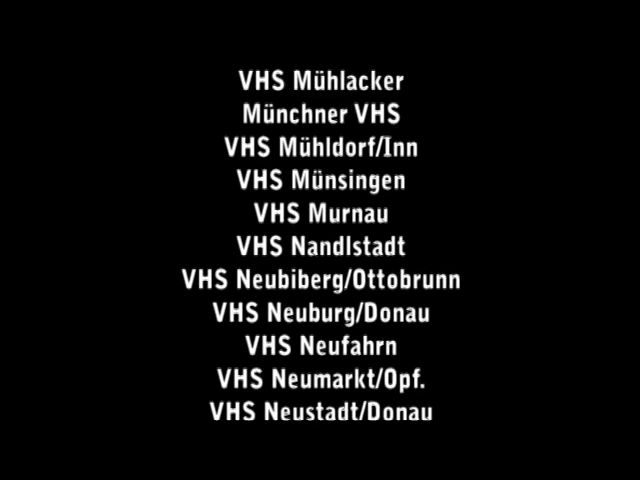 VHS Mühlacker
Münchner VHS
VHS Mühldorf/Inn
VHS Münsingen
VHS Murnau
VHS Nandlstadt
VHS Neubiberg/Ottobrunn
VHS Neuburg/Donau
VHS Neufahrn
VHS Neumarkt/Opf.
VHS Neustadt/Donau